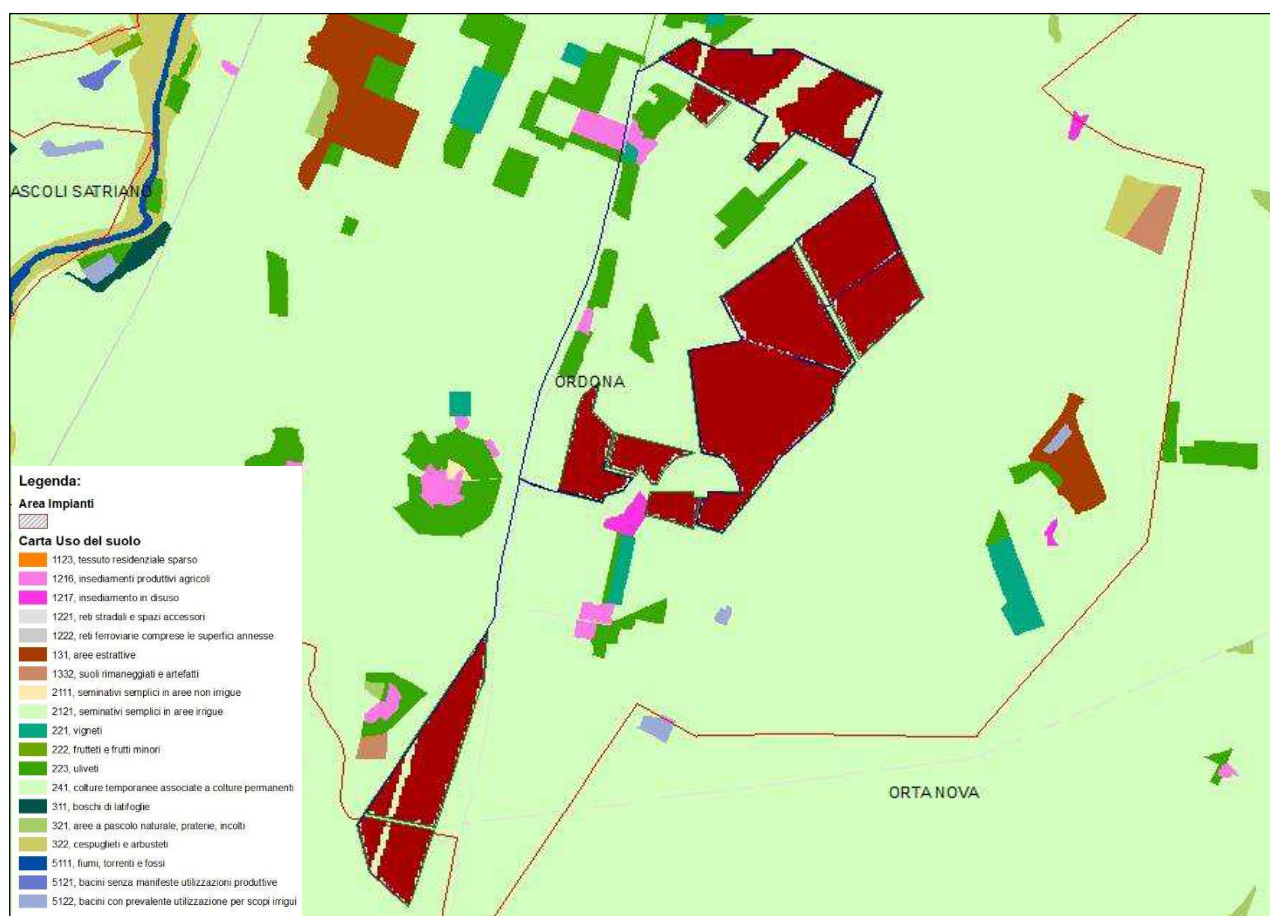 ASCOLI SATRIANO
ORDONA
ORTA NOVA
Legenda:
Area Impianti
Carta Uso del suolo
1123, tessuto residenziale sparso
1216, insediamenti produttivi agricoli
1217, insediamento in disuso
1221, reti stradali e spazi accessori
1222, reti ferroviarie comprese le superfici annesse
131, aree estrattive
1332, suoli rimaneggiati e artefatti
2111, seminativi semplici in aree non irrigue
2121, seminativi semplici in aree irrigue
221, vigneti
222, frutteti e frutti minori
223, uliveti
241, colture temporanee associate a colture permanenti
311, boschi di latifoglie
321, aree a pascolo naturale, praterie, incolti
322, cespuglieti e arbusteti
5111, fiumi, torrenti e fossi
5121, bacini senza manifeste utilizzazioni produttive
5122, bacini con prevalente utilizzazione per scopi irrigui